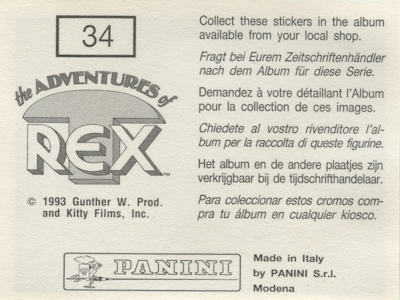 34
the ADVENTURES of
T REX™
© 1993 Gunther W. Prod.
and Kitty Films, Inc.
Collect these stickers in the album
available from your local shop.
Fragt bei Eurem Zeitschriftenhändler
nach dem Album für diese Serie.
Demandez à votre détaillant l'Album
pour la collection de ces images.
Chiedete al vostro rivenditore l'al-
bum per la raccolta di queste figurine.
Het album en de andere plaatjes zijn
verkrijgbaar bij de tijdschrifthandelaar.
Para coleccionar estos cromos com-
pra tu álbum en cualquier kiosco.
PANINI
Made in Italy
by PANINI S.r.l.
Modena